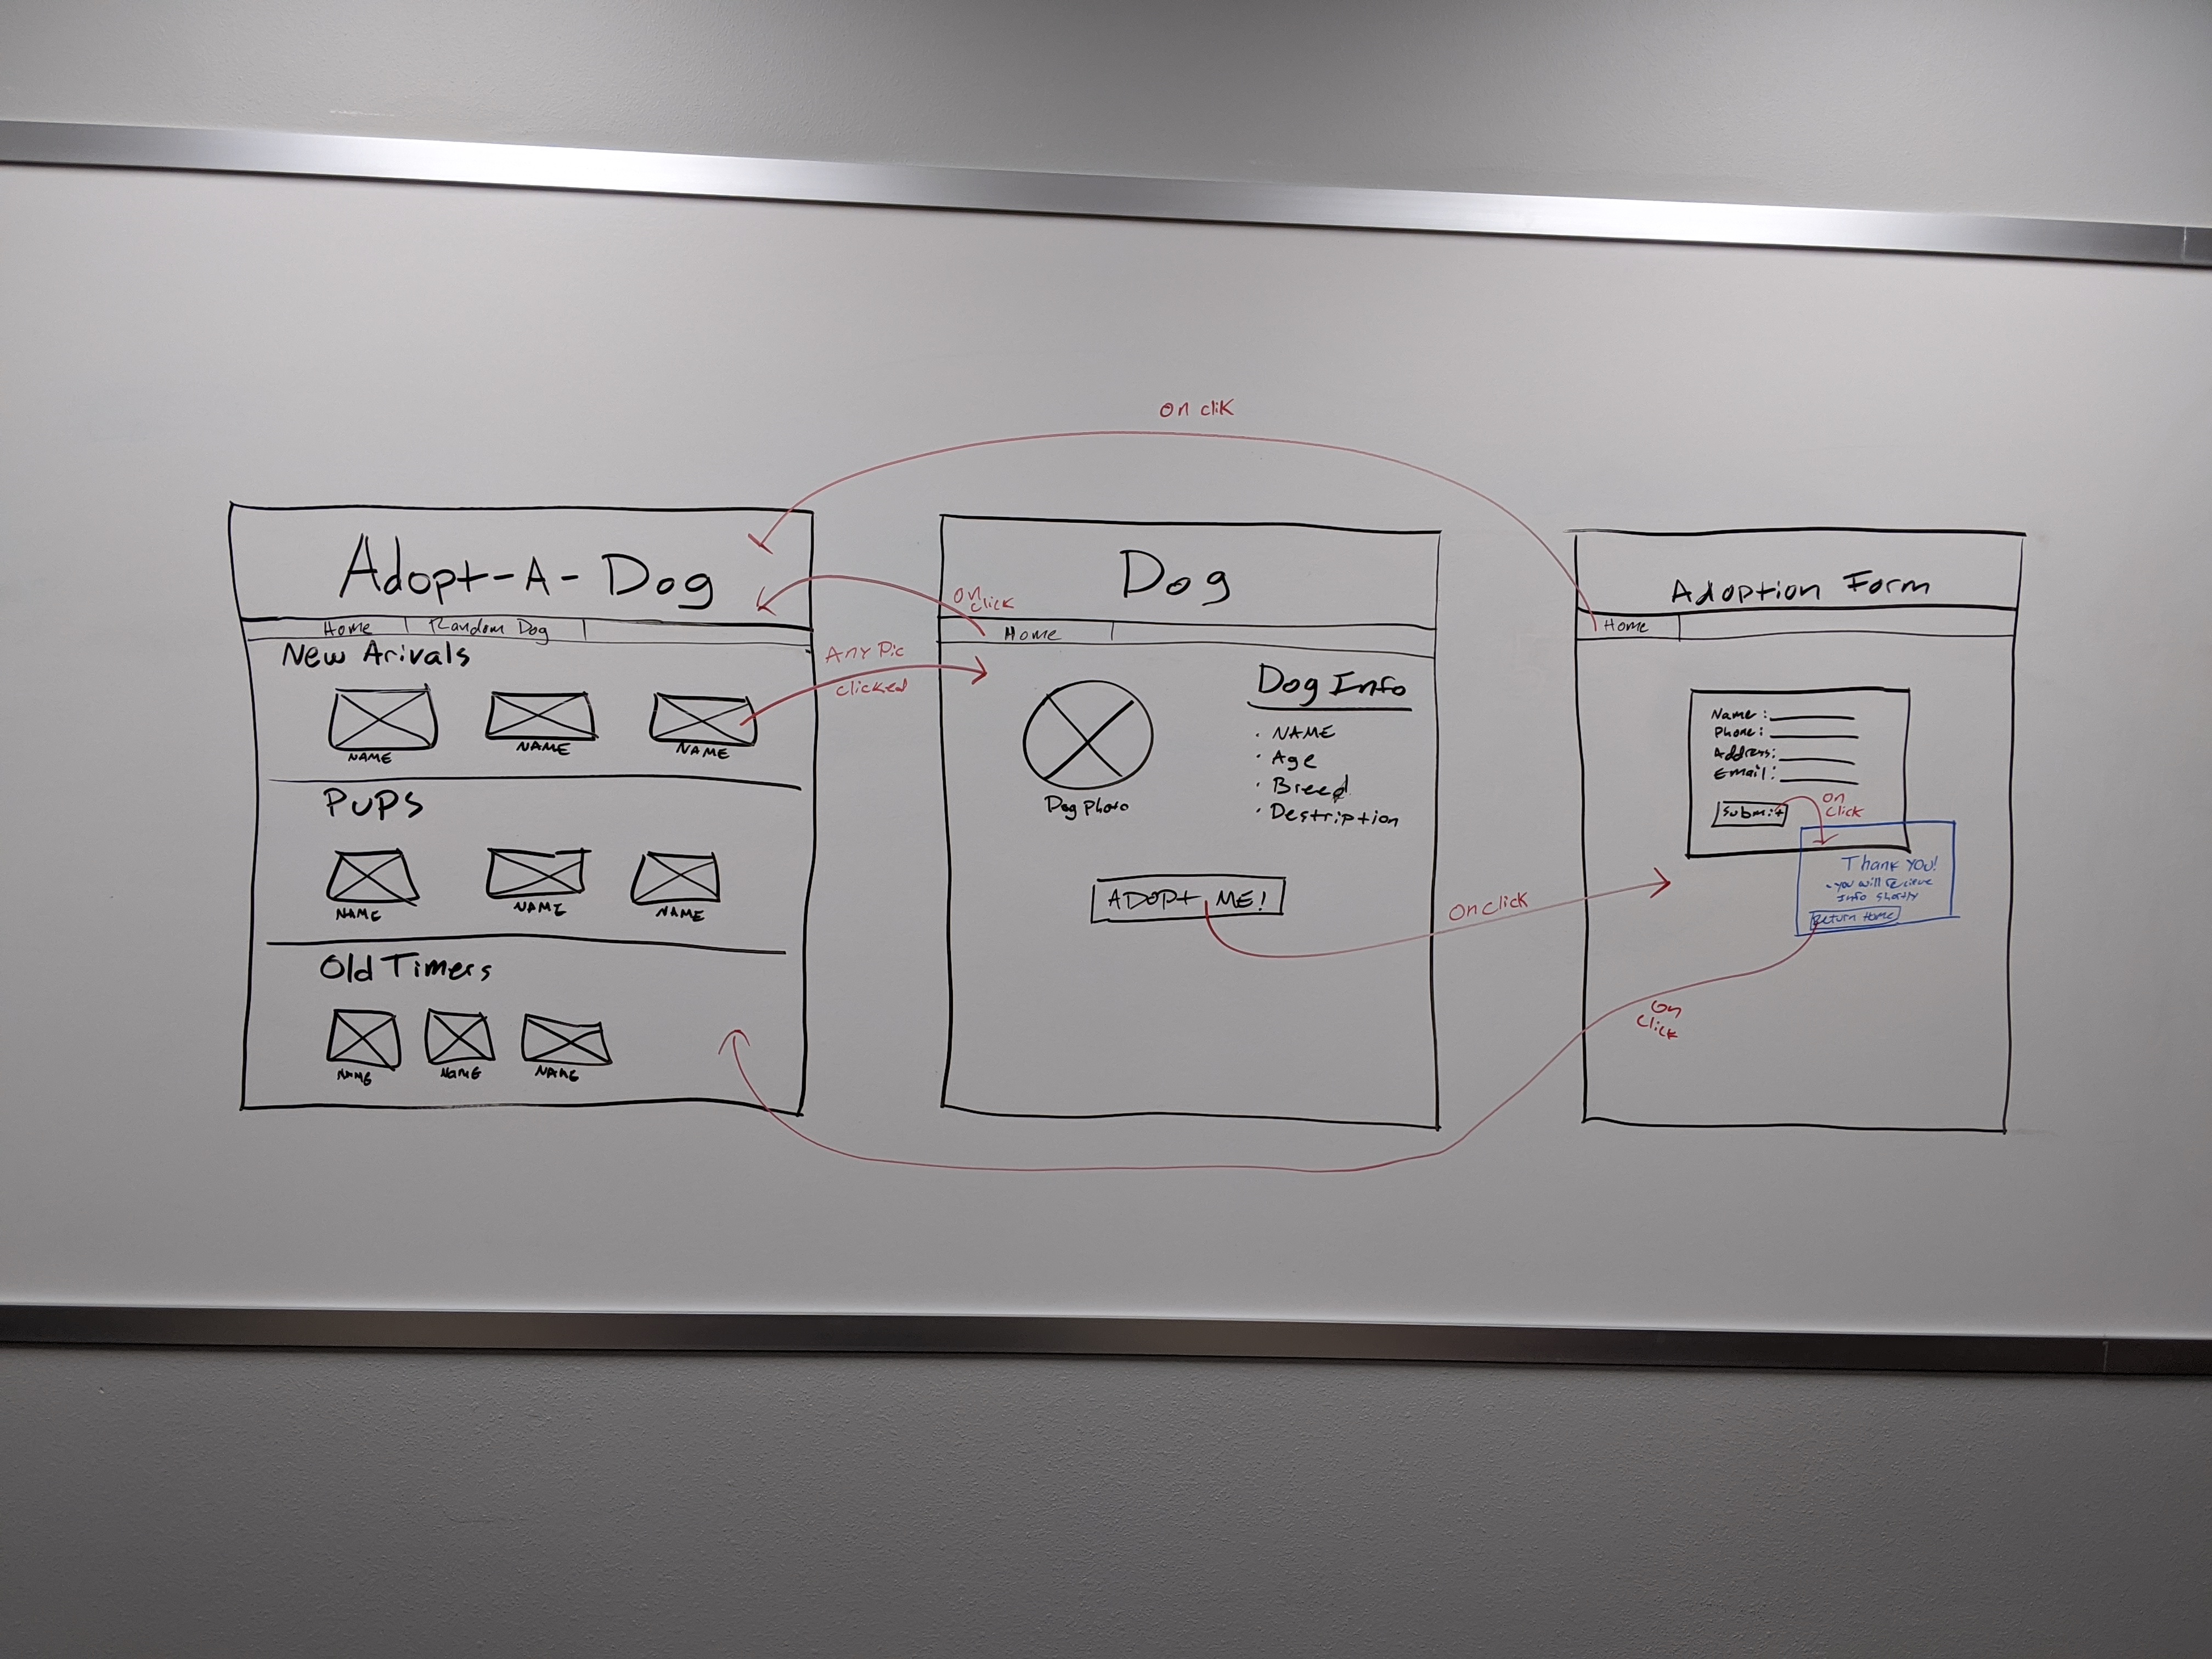 On clik
Adopt-A-Dog
Home Random Dog
New Arivals
NAME NAME NAME
PUPS
NAME NAME NAME
Old Timers
NAME NAME NAME
On
click
Any Pic
clicked
Dog
Home
Dog Photo
Dog Info
· NAME
· Age
· Breed
· Destription
ADOPT ME!
On click
Adoption Form
Home
Name:
Phone:
Address:
Email:
Submit
On
Click
Thank YOU!
- you will recieve
Info shortly
Return Home
On
Click